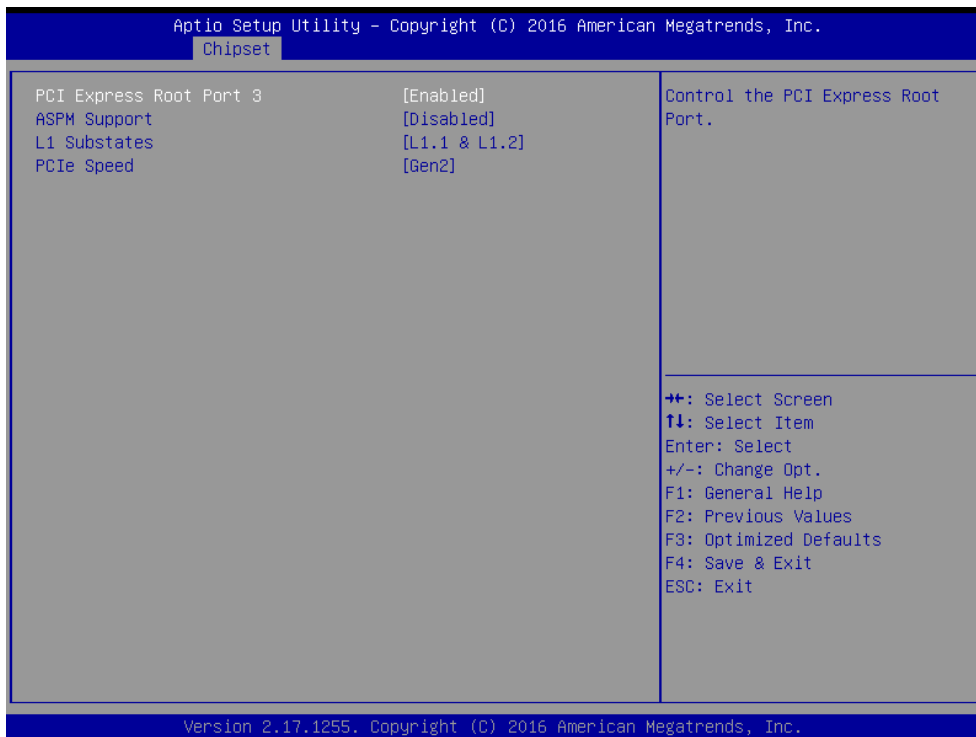 Aptio Setup Utility – Copyright (C) 2016 American Megatrends, Inc.
Chipset
PCI Express Root Port 3 [Enabled]
ASPM Support [Disabled]
L1 Substates [L1.1 & L1.2]
PCIe Speed [Gen2]
Control the PCI Express Root
Port.
→←: Select Screen
↑↓: Select Item
Enter: Select
+/-: Change Opt.
F1: General Help
F2: Previous Values
F3: Optimized Defaults
F4: Save & Exit
ESC: Exit
Version 2.17.1255. Copyright (C) 2016 American Megatrends, Inc.